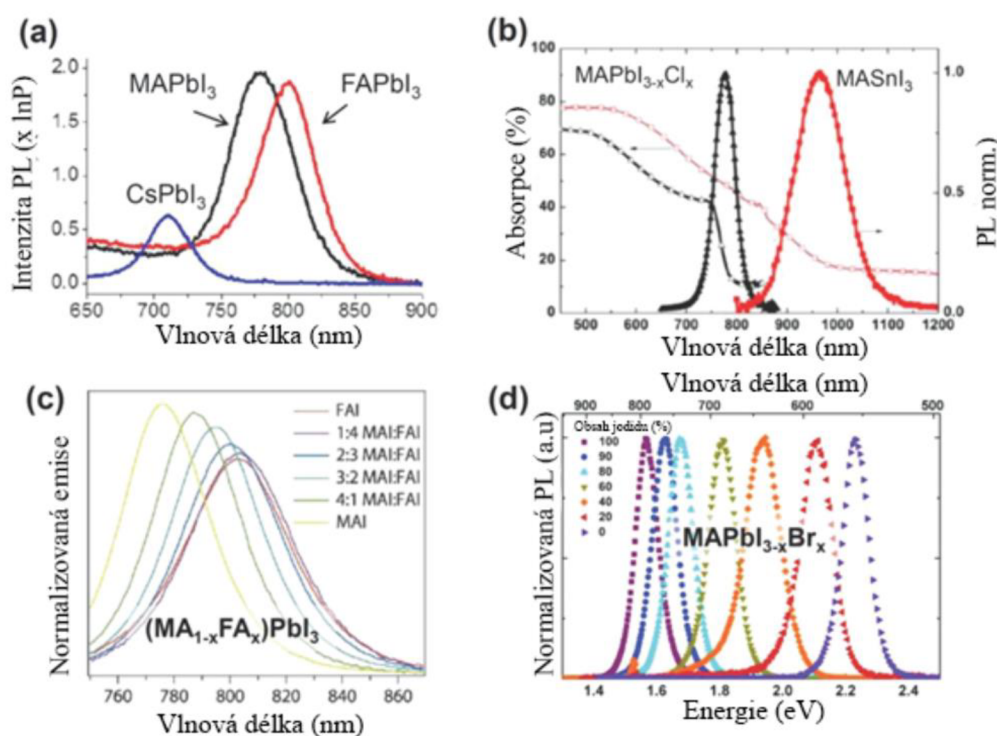 (a)
2.0
1.5
1.0
0.5
0.0
Intenzita PL (x lnP)
MAPbI3
FAPbI3
CsPbI3
650 700 750 800 850 900
Vlnová délka (nm)
(b)
100
80
60
40
20
0
Absorpce (%)
MAPbI3-xClx
MASnI3
1.0
0.5
0.0
PL norm.
500 600 700 800 900 1000 1100 1200
Vlnová délka (nm)
(c)
Normalizovaná emise
FAI
1:4 MAI:FAI
2:3 MAI:FAI
3:2 MAI:FAI
4:1 MAI:FAI
MAI
(MA1-xFAx)PbI3
760 780 800 820 840 860
Vlnová délka (nm)
Vlnová délka (nm)
900 800 700 600 500
(d)
Normalizovaná PL (a.u)
Obsah jodidu (%)
100
90
80
60
40
20
0
MAPbI3-xBrx
1.4 1.6 1.8 2.0 2.2 2.4
Energie (eV)